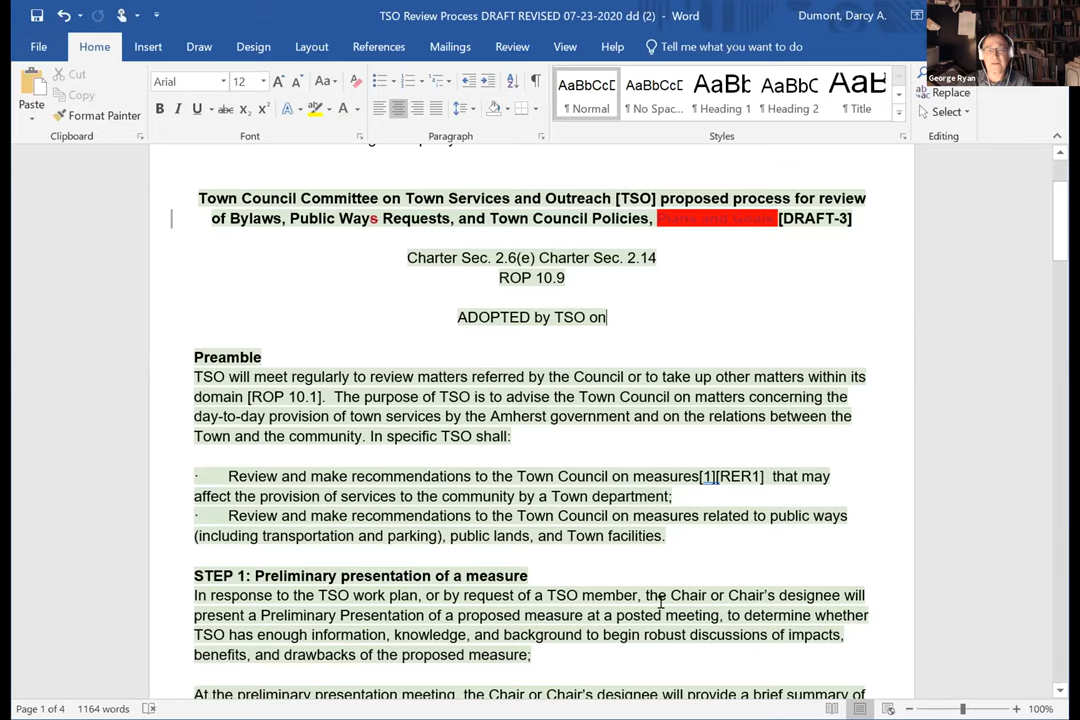 TSO Review Process DRAFT REVISED 07-23-2020 dd (2) - Word
Dumont, Darcy A.
George Ryan
File Home Insert Draw Design Layout References Mailings Review View Help Tell me what you want to do
Paste
Cut
Copy
Format Painter
Clipboard
Arial 12
Aa
B I U abc X₂ X²
A A
Font
Paragraph
AaBbCc ¶ Normal
AaBbCc ¶ No Spac...
AaBbC ¶ Heading 1
AaBbCc ¶ Heading 2
AaBb ¶ Title
Styles
Replace
Select
Editing
Town Council Committee on Town Services and Outreach [TSO] proposed process for review
of Bylaws, Public Ways Requests, and Town Council Policies, Plans and Goals [DRAFT-3]
Charter Sec. 2.6(e) Charter Sec. 2.14
ROP 10.9
ADOPTED by TSO on
Preamble
TSO will meet regularly to review matters referred by the Council or to take up other matters within its
domain [ROP 10.1]. The purpose of TSO is to advise the Town Council on matters concerning the
day-to-day provision of town services by the Amherst government and on the relations between the
Town and the community. In specific TSO shall:
· Review and make recommendations to the Town Council on measures[1][RER1] that may
affect the provision of services to the community by a Town department;
· Review and make recommendations to the Town Council on measures related to public ways
(including transportation and parking), public lands, and Town facilities.
STEP 1: Preliminary presentation of a measure
In response to the TSO work plan, or by request of a TSO member, the Chair or Chair's designee will
present a Preliminary Presentation of a proposed measure at a posted meeting, to determine whether
TSO has enough information, knowledge, and background to begin robust discussions of impacts,
benefits, and drawbacks of the proposed measure;
At the preliminary presentation meeting, the Chair or Chair's designee will provide a brief summary of
Page 1 of 4 1164 words
100%